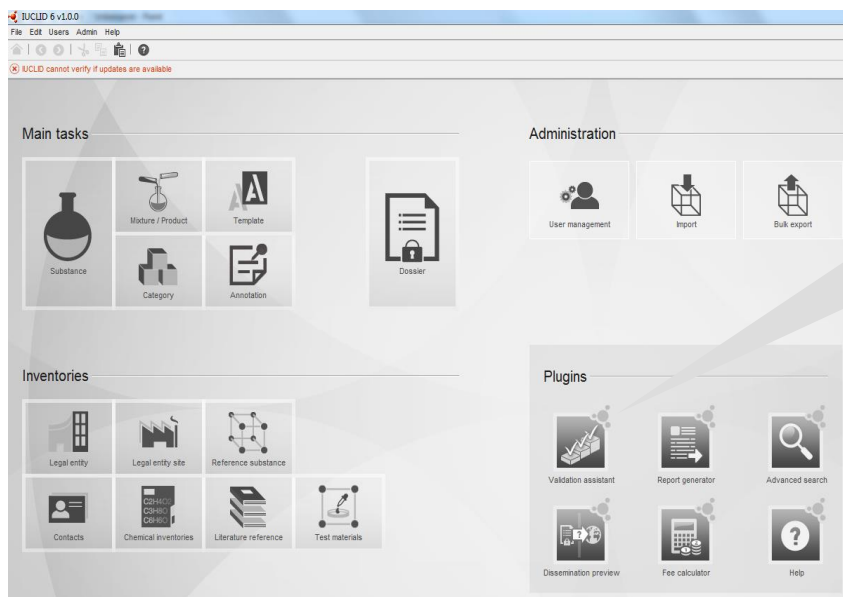 IUCLID 6 v1.0.0
File Edit Users Admin Help
IUCLID cannot verify if updates are available
Main tasks
Substance
Mixture / Product
Template
Category
Annotation
Dossier
Administration
User management
Import
Bulk export
Inventories
Legal entity
Legal entity site
Reference substance
Contacts
C2H4O
C3H8O
C6H6O
Chemical inventories
Literature reference
Test materials
Plugins
Validation assistant
Report generator
Advanced search
Dissemination preview
Fee calculator
Help